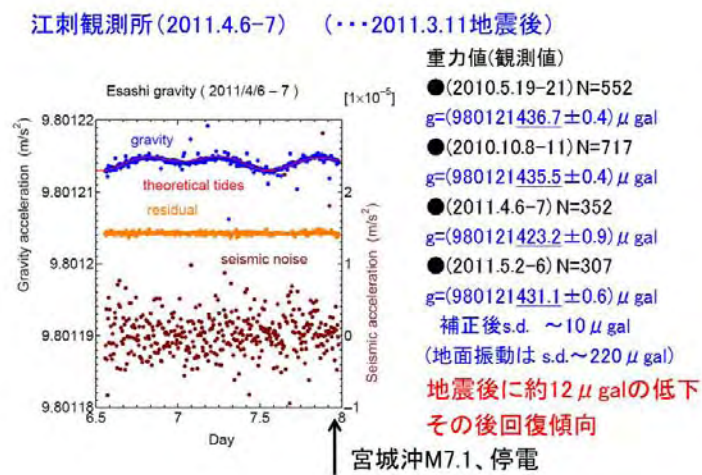 江刺観測所(2011.4.6-7) (・・・2011.3.11地震後)
Esashi gravity ( 2011/4/6 – 7 )
[1×10⁻⁵]
9.80122
9.80121
9.8012
9.80119
9.80118
Gravity acceleration (m/s²)
gravity
theoretical tides
residual
seismic noise
2
1
0
-1
Seismic acceleration (m/s²)
6.5
7
7.5
8
Day
宮城沖M7.1、停電
重力値(観測値)
●(2010.5.19-21) N=552
g=(980121436.7±0.4) μ gal
●(2010.10.8-11) N=717
g=(980121435.5±0.4) μ gal
●(2011.4.6-7) N=352
g=(980121423.2±0.9) μ gal
●(2011.5.2-6) N=307
g=(980121431.1±0.6) μ gal
補正後s.d. ~10 μ gal
(地面振動は s.d.~220 μ gal)
地震後に約12 μ galの低下
その後回復傾向